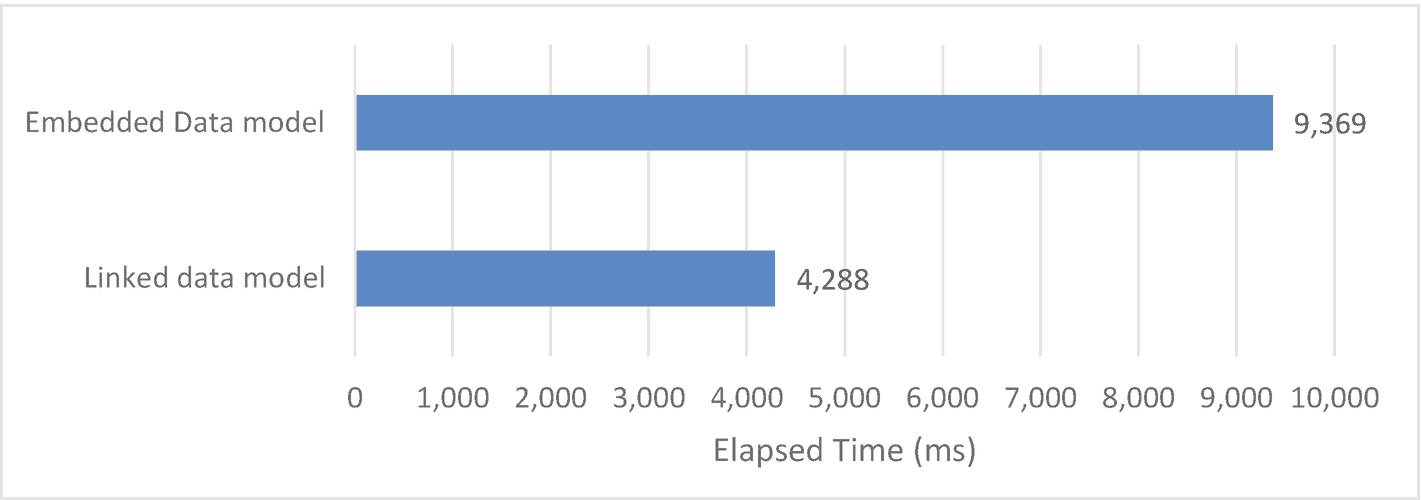 Embedded Data model
9,369
Linked data model
4,288
0 1,000 2,000 3,000 4,000 5,000 6,000 7,000 8,000 9,000 10,000
Elapsed Time (ms)